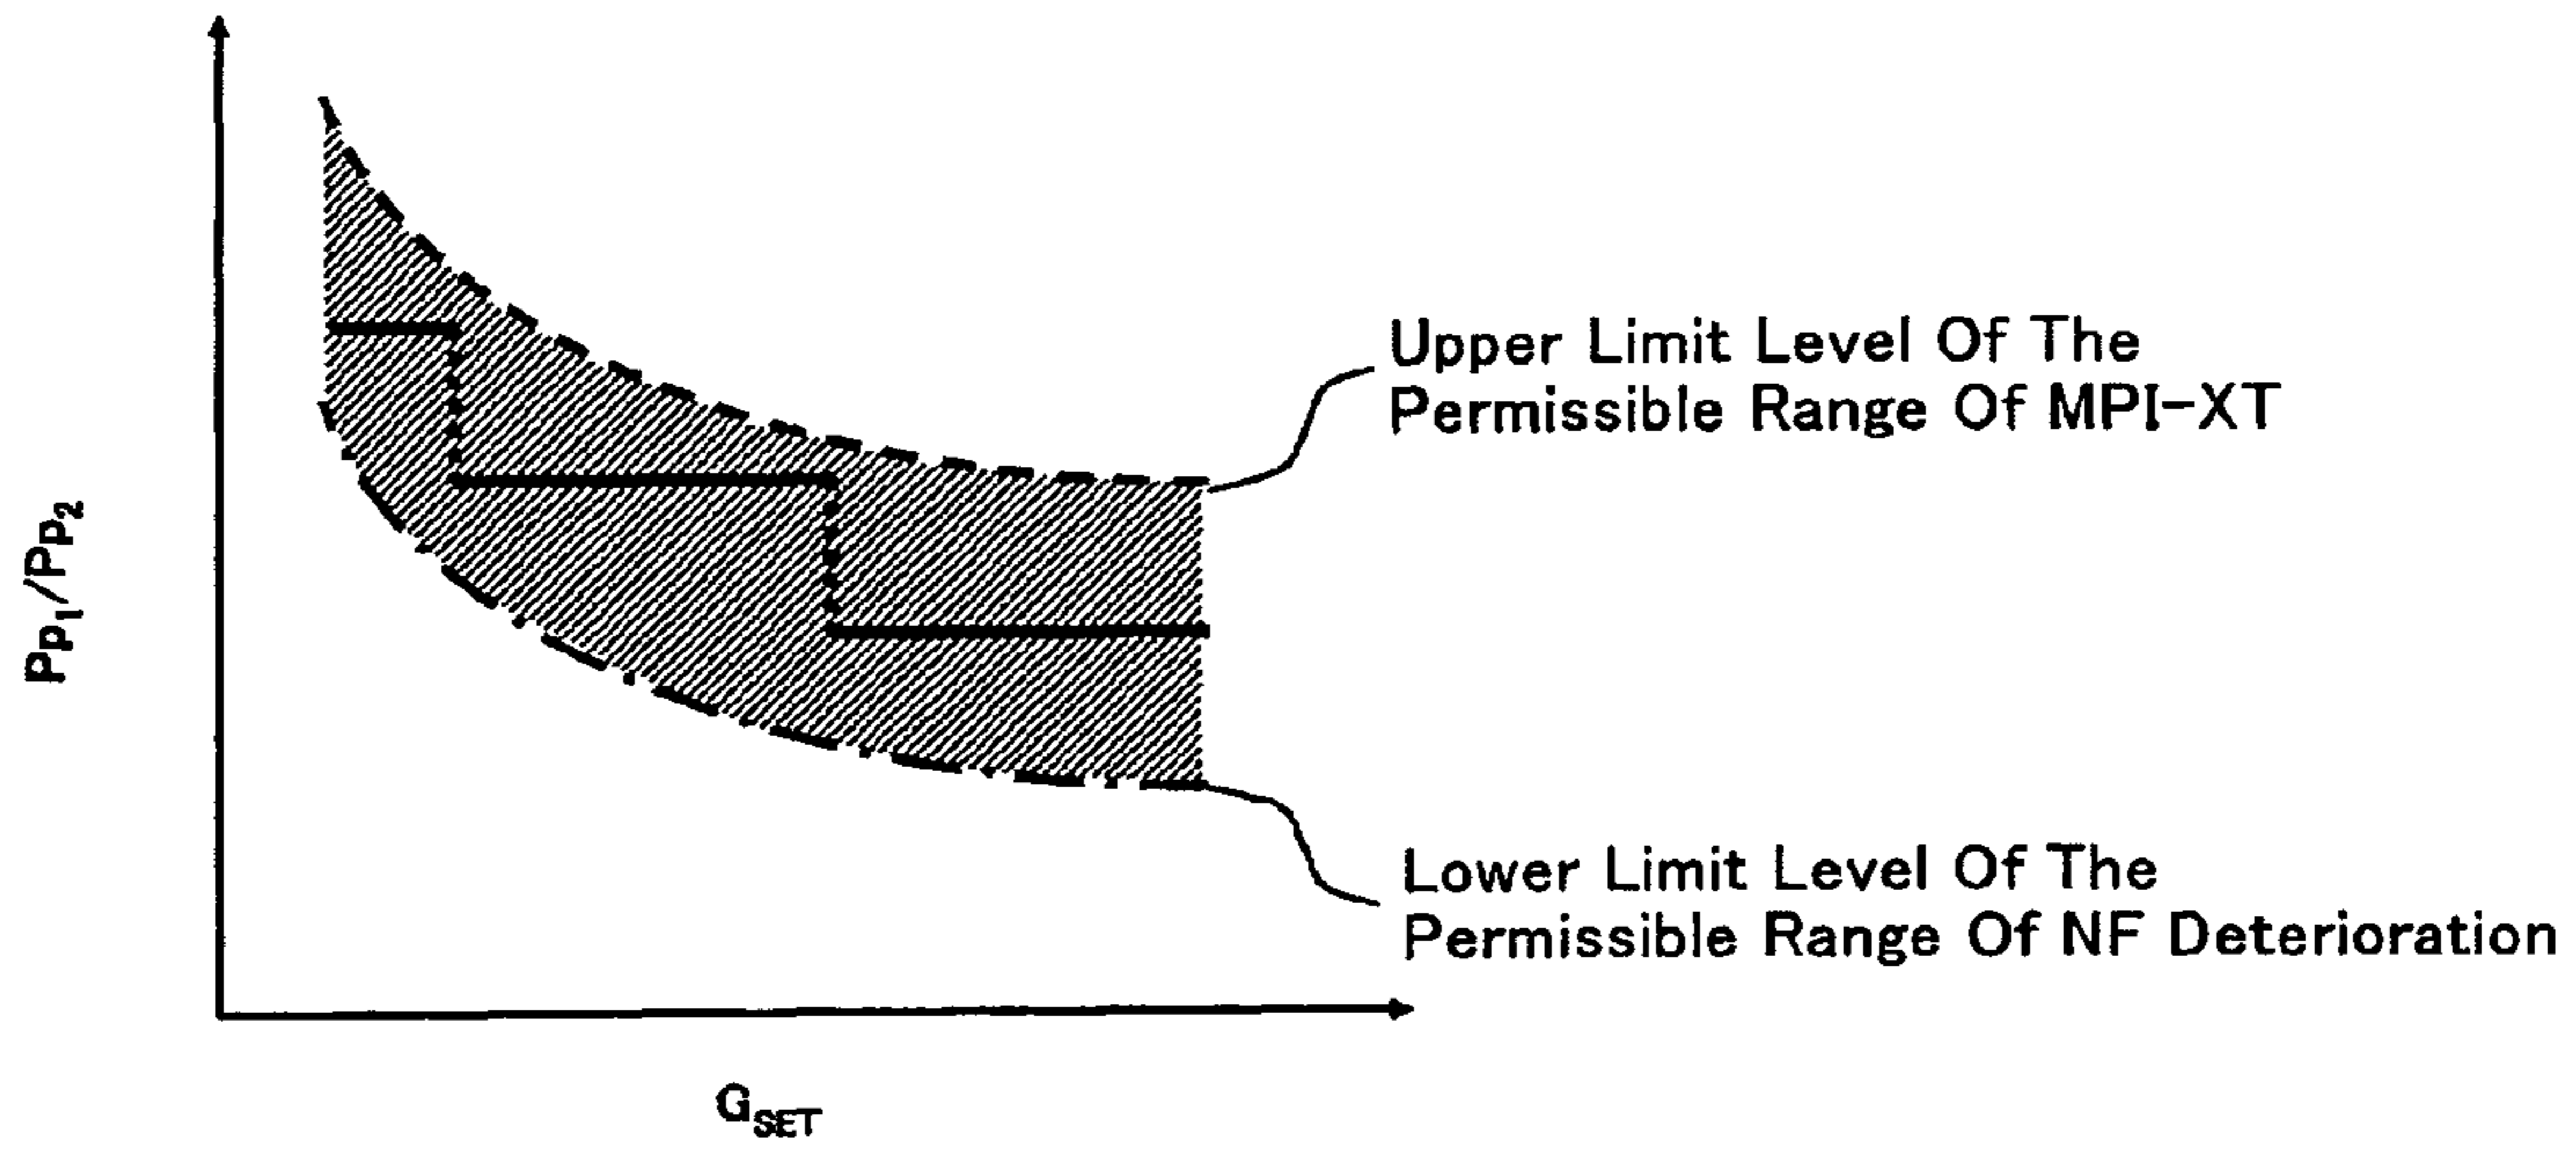 Upper Limit Level Of The
Permissible Range Of MPI-XT
Pp₁/Pp₂
Lower Limit Level Of The
Permissible Range Of NF Deterioration
G_SET